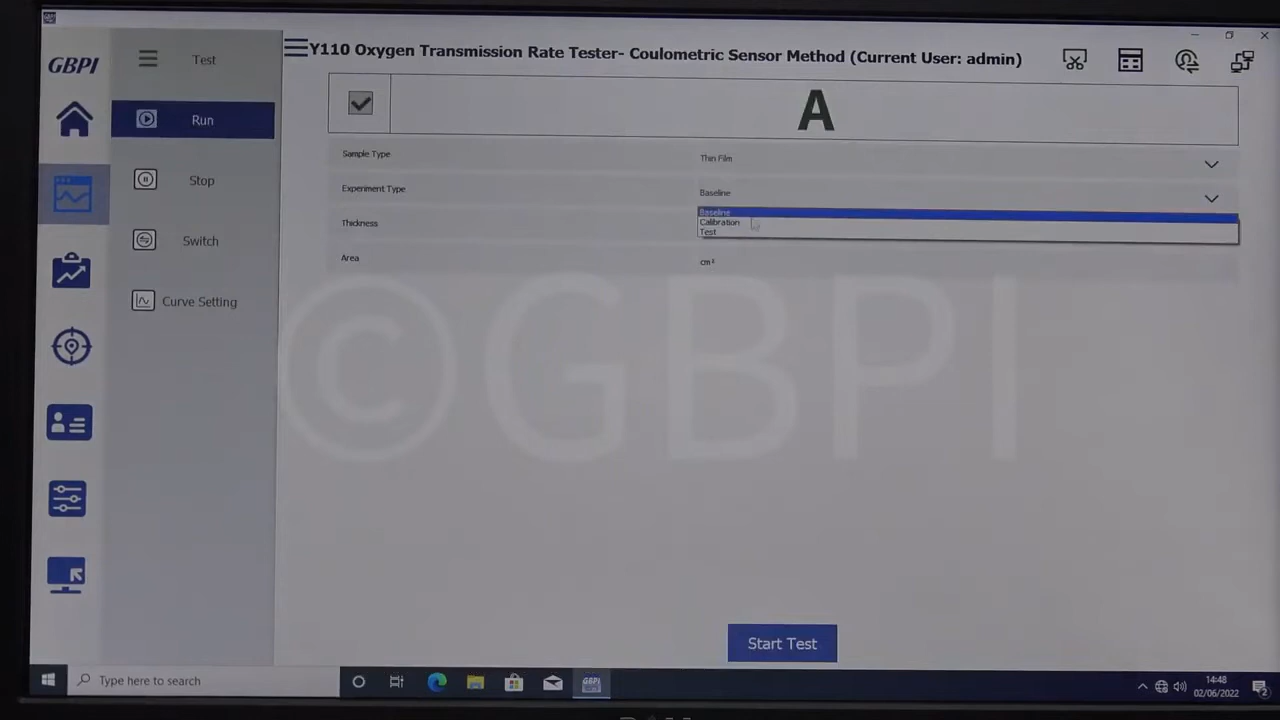 GBPI
Test
Y110 Oxygen Transmission Rate Tester- Coulometric Sensor Method (Current User: admin)
Run
A
Sample Type
Thin Film
Stop
Experiment Type
Baseline
Baseline
Calibration
Test
Thickness
Switch
Area
cm²
Curve Setting
©GBPI
Start Test
Type here to search
GBPI
14:48
02/06/2022
2